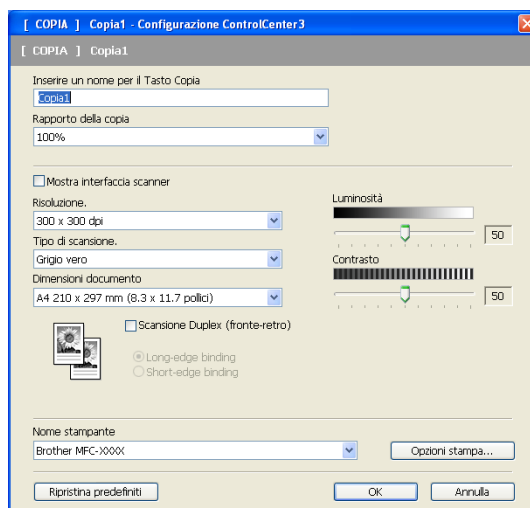 [ COPIA ] Copia1 - Configurazione ControlCenter3
[ COPIA ] Copia1
Inserire un nome per il Tasto Copia
Copia1
Rapporto della copia
100%
Mostra interfaccia scanner
Risoluzione.
300 x 300 dpi
Tipo di scansione.
Grigio vero
Dimensioni documento
A4 210 x 297 mm (8.3 x 11.7 pollici)
Luminosità
50
Contrasto
50
Scansione Duplex (fronte-retro)
Long-edge binding
Short-edge binding
Nome stampante
Brother MFC-XXXX
Opzioni stampa...
Ripristina predefiniti
OK
Annulla